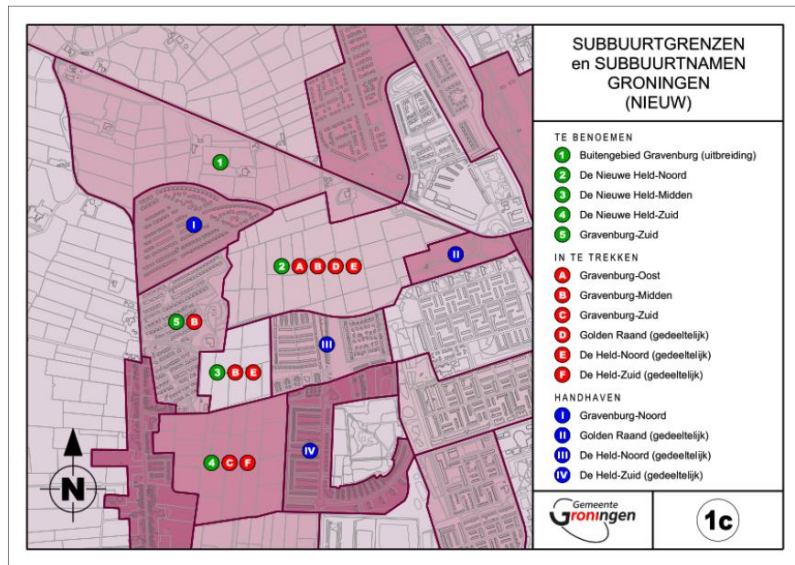 SUBBUURTGRENZEN
en SUBBUURTNAMEN
GRONINGEN
(NIEUW)
TE BENOEMEN
1 Buitengebied Gravenburg (uitbreiding)
2 De Nieuwe Held-Noord
3 De Nieuwe Held-Midden
4 De Nieuwe Held-Zuid
5 Gravenburg-Zuid
IN TE TREKKEN
A Gravenburg-Oost
B Gravenburg-Midden
C Gravenburg-Zuid
D Golden Raand (gedeeltelijk)
E De Held-Noord (gedeeltelijk)
F De Held-Zuid (gedeeltelijk)
HANDHAVEN
I Gravenburg-Noord
II Golden Raand (gedeeltelijk)
III De Held-Noord (gedeeltelijk)
IV De Held-Zuid (gedeeltelijk)
Gemeente
Groningen
1c
1
I
II
2 A B D E
5 B
III
3 B E
IV
4 C F
N